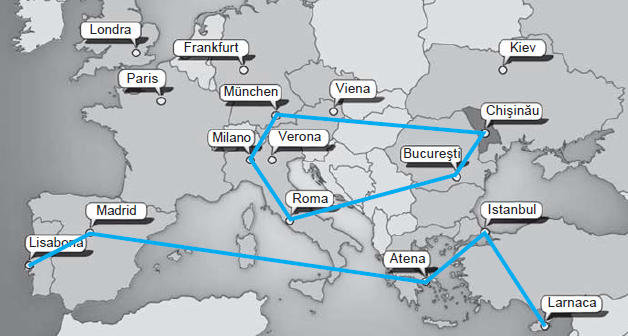 Londra
Frankfurt
Kiev
Paris
München
Viena
Chişinău
Milano
Verona
Bucureşti
Roma
Madrid
Istanbul
Lisabona
Atena
Larnaca